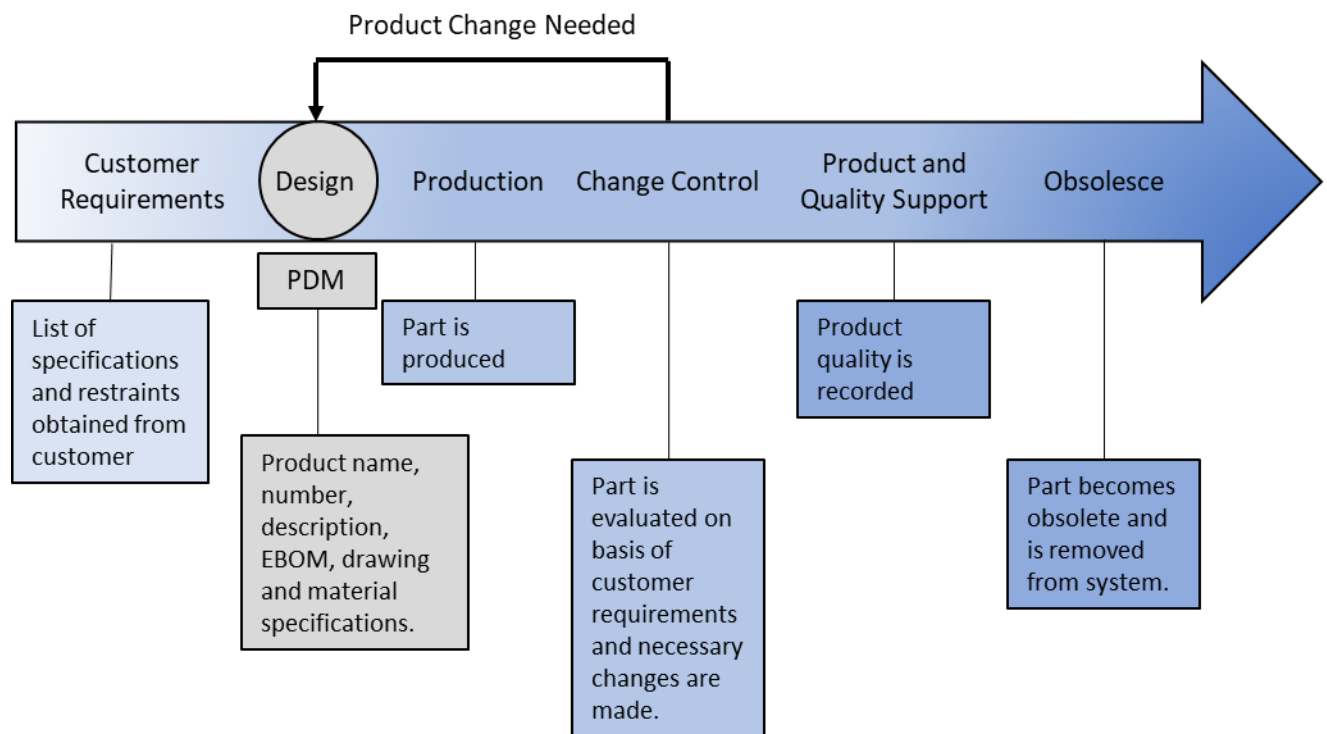 Product Change Needed
Customer
Requirements
Design
Production
Change Control
Product and
Quality Support
Obsolesce
PDM
List of
specifications
and restraints
obtained from
customer
Product name,
number,
description,
EBOM, drawing
and material
specifications.
Part is
produced
Part is
evaluated on
basis of
customer
requirements
and necessary
changes are
made.
Product
quality is
recorded
Part becomes
obsolete and
is removed
from system.